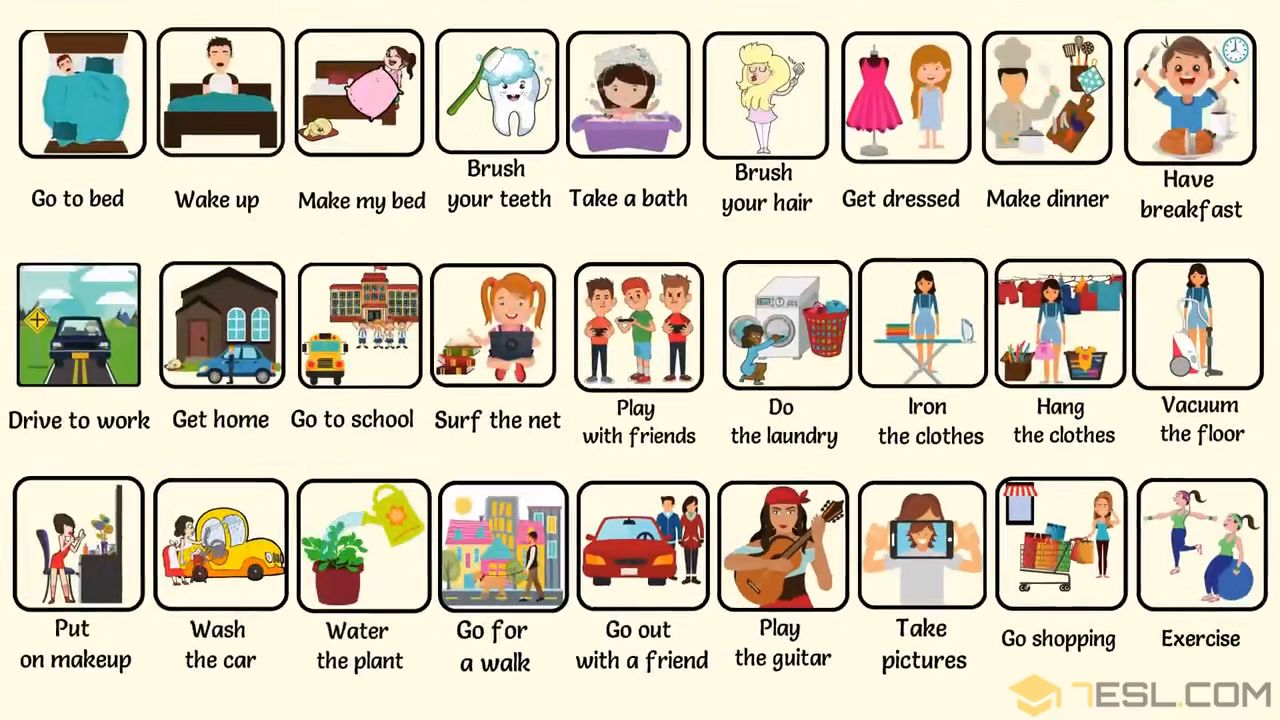 Go to bed
Wake up
Make my bed
Brush
your teeth
Take a bath
Brush
your hair
Get dressed
Make dinner
Have
breakfast
Drive to work
Get home
Go to school
Surf the net
Play
with friends
Do
the laundry
Iron
the clothes
Hang
the clothes
Vacuum
the floor
Put
on makeup
Wash
the car
Water
the plant
Go for
a walk
Go out
with a friend
Play
the guitar
Take
pictures
Go shopping
Exercise
7ESL.COM